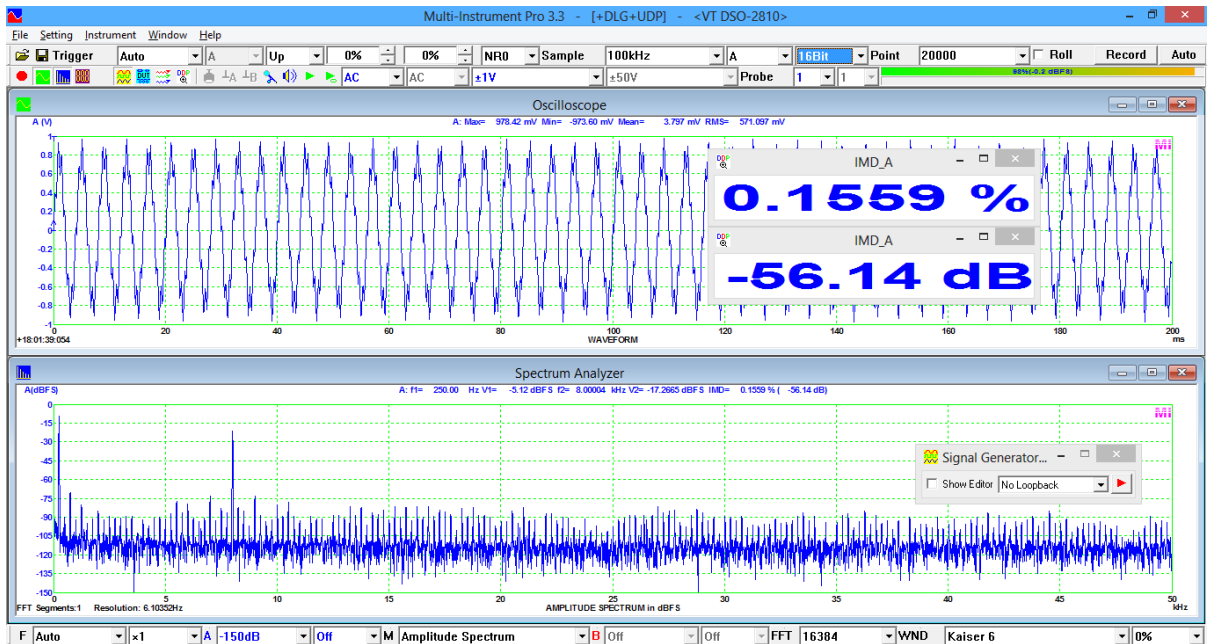 Multi-Instrument Pro 3.3 - [+DLG+UDP] - <VT DSO-2810>
File Setting Instrument Window Help
Trigger Auto A Up 0% 0% NR0 Sample 100kHz A 16Bit Point 20000 Roll Record Auto
AC AC ±1V ±50V Probe 1 1 98%(-0.2 dBFS)
Oscilloscope
A (V) A: Max= 978.42 mV Min= -973.60 mV Mean= 3.797 mV RMS= 571.097 mV
1
0.8
0.6
0.4
0.2
0
-0.2
-0.4
-0.6
-0.8
-1
IMD_A
0.1559 %
IMD_A
-56.14 dB
0 20 40 60 80 100 120 140 160 180 200
+18:01:39:054 WAVEFORM ms
Spectrum Analyzer
A(dBFS) A: f1= 250.00 Hz V1= -5.12 dBFS f2= 8.00004 kHz V2= -17.2665 dBFS IMD= 0.1559 % ( -56.14 dB)
0
-15
-30
-45
-60
-75
-90
-105
-120
-135
-150
Signal Generator...
Show Editor No Loopback
0 5 10 15 20 25 30 35 40 45 50
FFT Segments:1 Resolution: 6.10352Hz AMPLITUDE SPECTRUM in dBFS kHz
F Auto ×1 A -150dB Off M Amplitude Spectrum B Off Off FFT 16384 WND Kaiser 6 0%